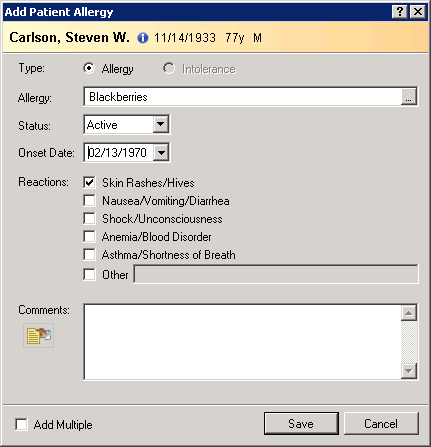 Add Patient Allergy
Carlson, Steven W. 11/14/1933 77y M
Type: Allergy Intolerance
Allergy: Blackberries ...
Status: Active
Onset Date: 02/13/1970
Reactions: Skin Rashes/Hives
Nausea/Vomiting/Diarrhea
Shock/Unconsciousness
Anemia/Blood Disorder
Asthma/Shortness of Breath
Other
Comments:
Add Multiple Save Cancel